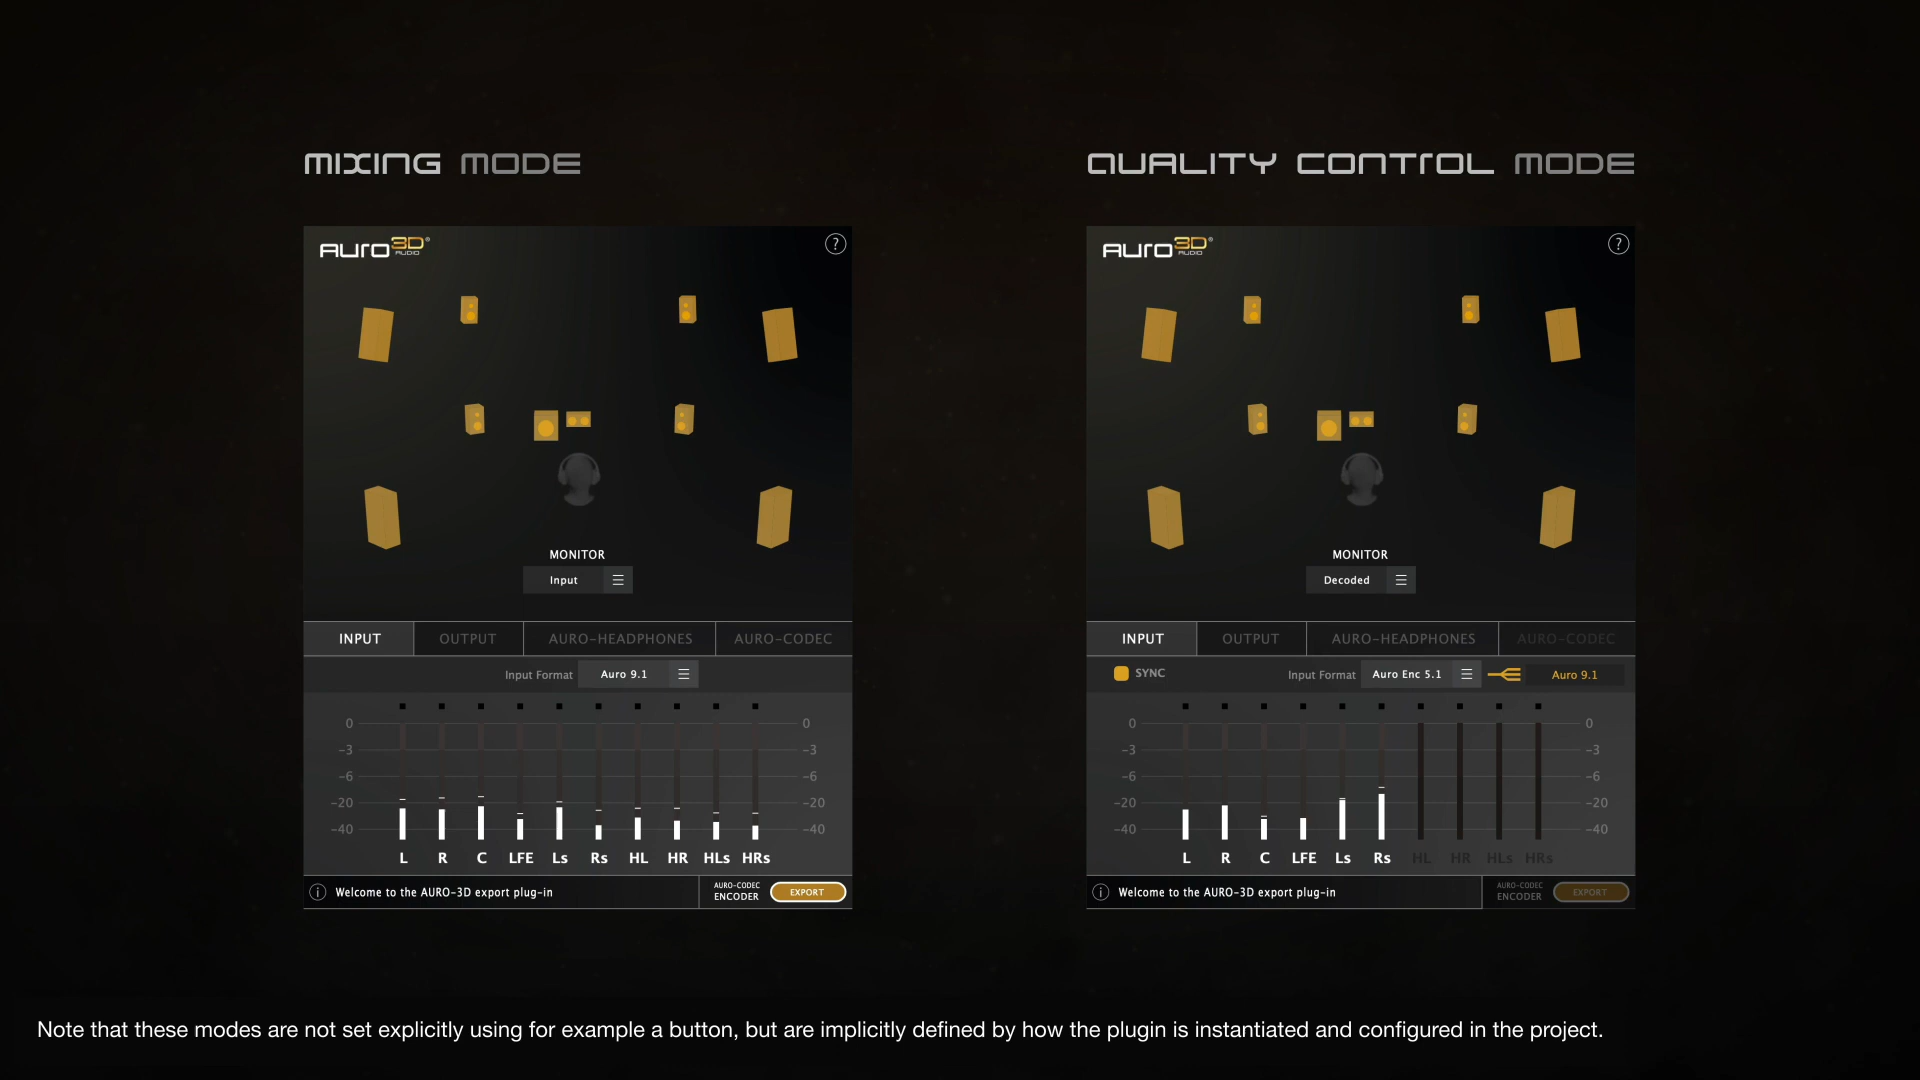 MIXING MODE
AURO 3D® AUDIO
?
MONITOR
Input
INPUT OUTPUT AURO-HEADPHONES AURO-CODEC
Input Format Auro 9.1
0 0
-3 -3
-6 -6
-20 -20
-40 -40
L R C LFE Ls Rs HL HR HLs HRs
i Welcome to the AURO-3D export plug-in
AURO-CODEC
ENCODER
EXPORT
QUALITY CONTROL MODE
AURO 3D® AUDIO
?
MONITOR
Decoded
INPUT OUTPUT AURO-HEADPHONES AURO-CODEC
SYNC Input Format Auro Enc 5.1 Auro 9.1
0 0
-3 -3
-6 -6
-20 -20
-40 -40
L R C LFE Ls Rs HL HR HLs HRs
i Welcome to the AURO-3D export plug-in
AURO-CODEC
ENCODER
EXPORT
Note that these modes are not set explicitly using for example a button, but are implicitly defined by how the plugin is instantiated and configured in the project.